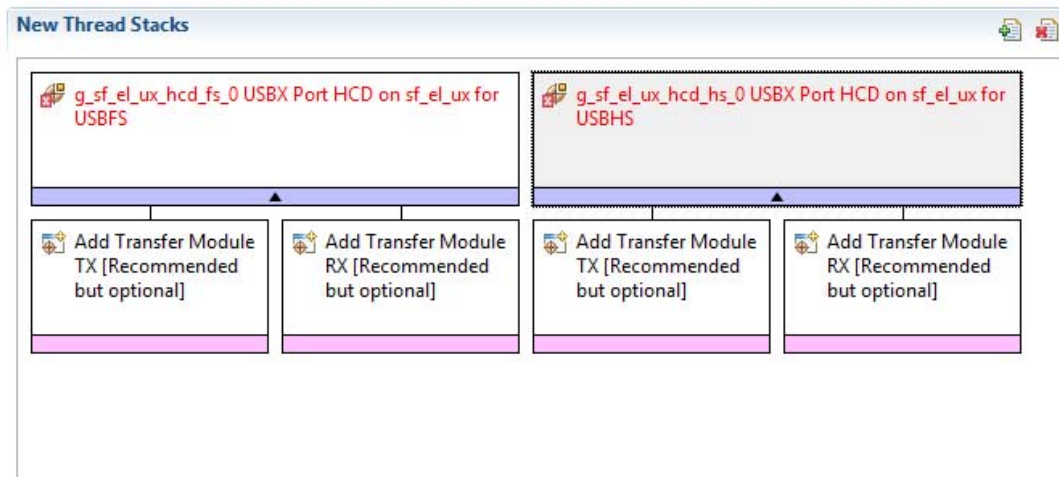 New Thread Stacks
g_sf_el_ux_hcd_fs_0 USBX Port HCD on sf_el_ux for
USBFS
g_sf_el_ux_hcd_hs_0 USBX Port HCD on sf_el_ux for
USBHS
Add Transfer Module
TX [Recommended
but optional]
Add Transfer Module
RX [Recommended
but optional]
Add Transfer Module
TX [Recommended
but optional]
Add Transfer Module
RX [Recommended
but optional]